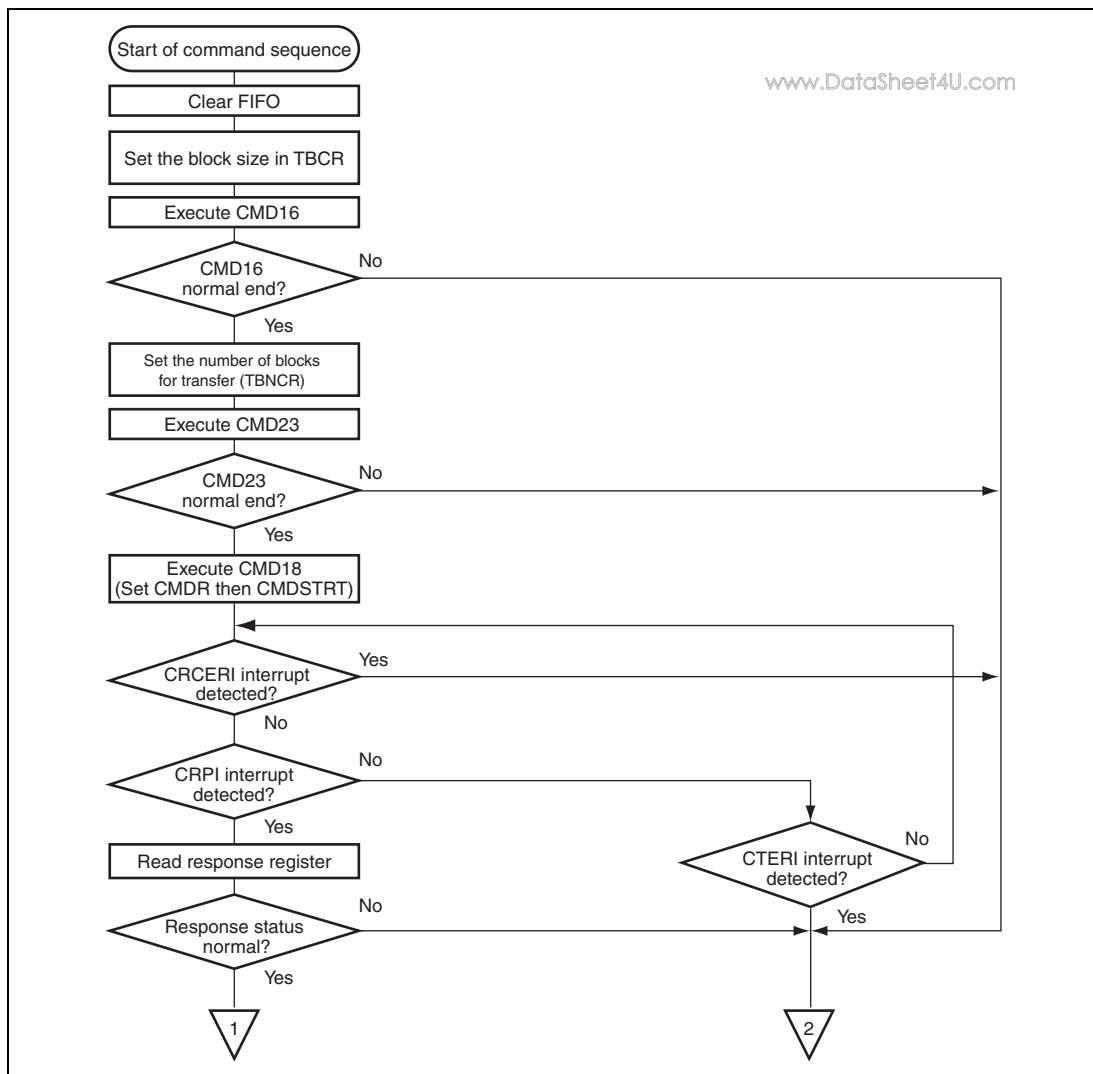 Start of command sequence
www.DataSheet4U.com
Clear FIFO
Set the block size in TBCR
Execute CMD16
CMD16
normal end?
No
Yes
Set the number of blocks
for transfer (TBNCR)
Execute CMD23
CMD23
normal end?
No
Yes
Execute CMD18
(Set CMDR then CMDSTRT)
CRCERI interrupt
detected?
Yes
No
CRPI interrupt
detected?
No
Yes
CTERI interrupt
detected?
No
Yes
Read response register
Response status
normal?
No
Yes
1
2